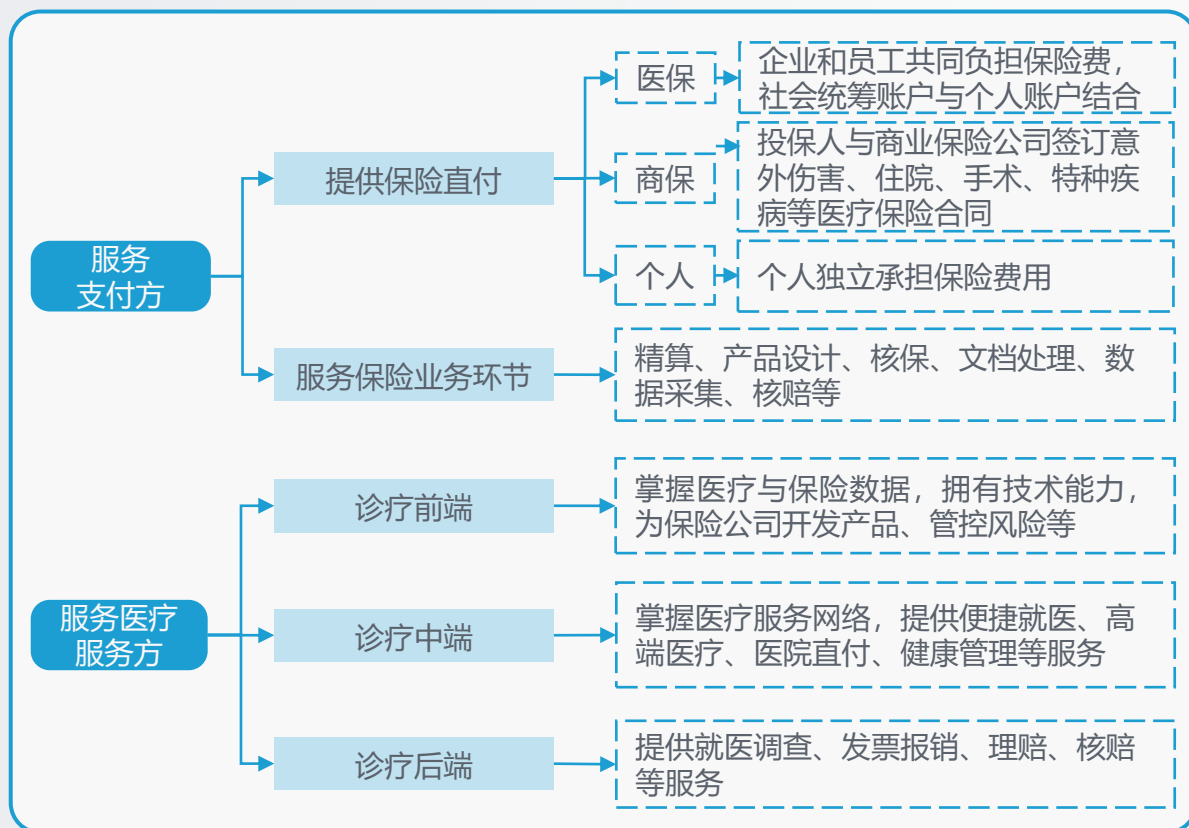 服务
支付方
提供保险直付
医保
企业和员工共同负担保险费，
社会统筹账户与个人账户结合
商保
投保人与商业保险公司签订意
外伤害、住院、手术、特种疾
病等医疗保险合同
个人
个人独立承担保险费用
服务保险业务环节
精算、产品设计、核保、文档处理、数
据采集、核赔等
服务医疗
服务方
诊疗前端
掌握医疗与保险数据，拥有技术能力，
为保险公司开发产品、管控风险等
诊疗中端
掌握医疗服务网络，提供便捷就医、高
端医疗、医院直付、健康管理等服务
诊疗后端
提供就医调查、发票报销、理赔、核赔
等服务